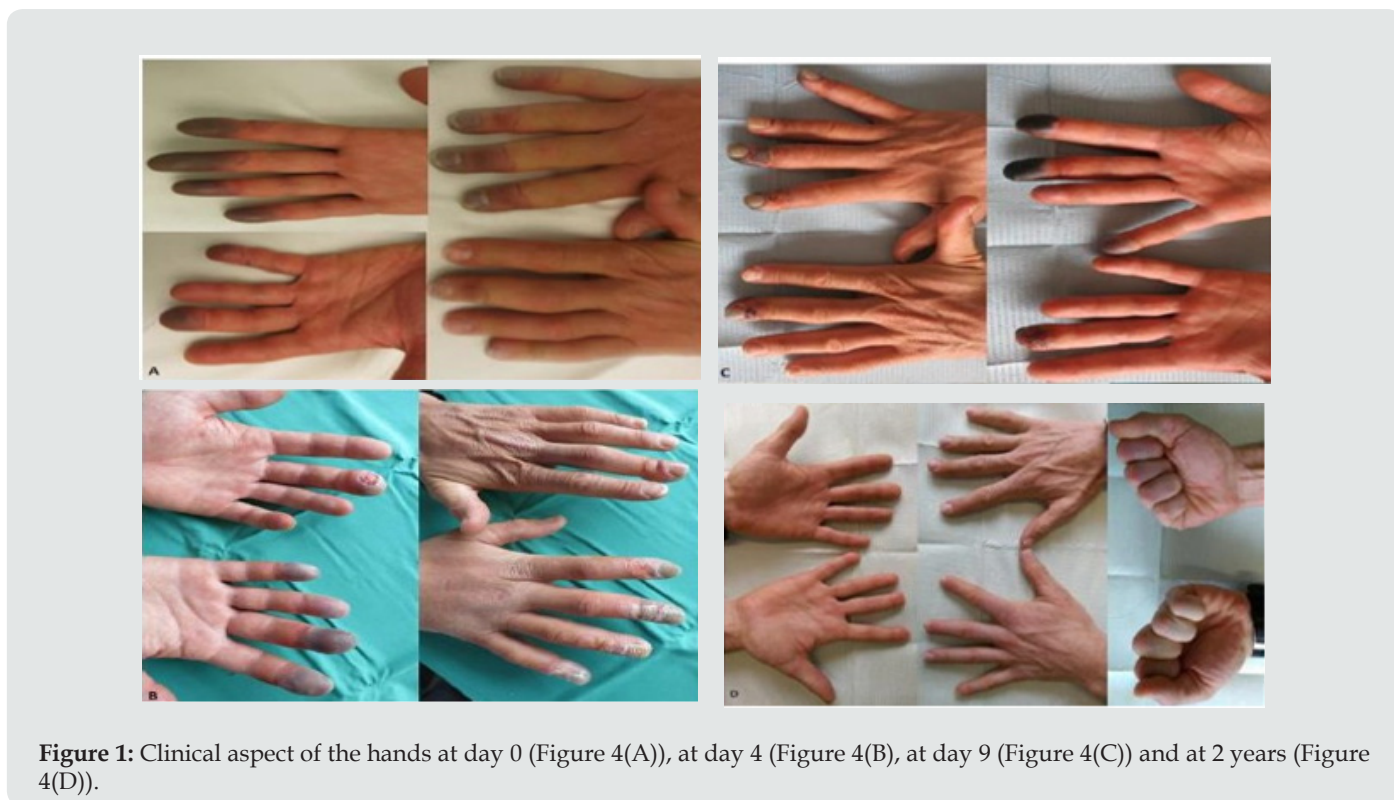 A
C
B
D
Figure 1: Clinical aspect of the hands at day 0 (Figure 4(A)), at day 4 (Figure 4(B), at day 9 (Figure 4(C)) and at 2 years (Figure
4(D)).